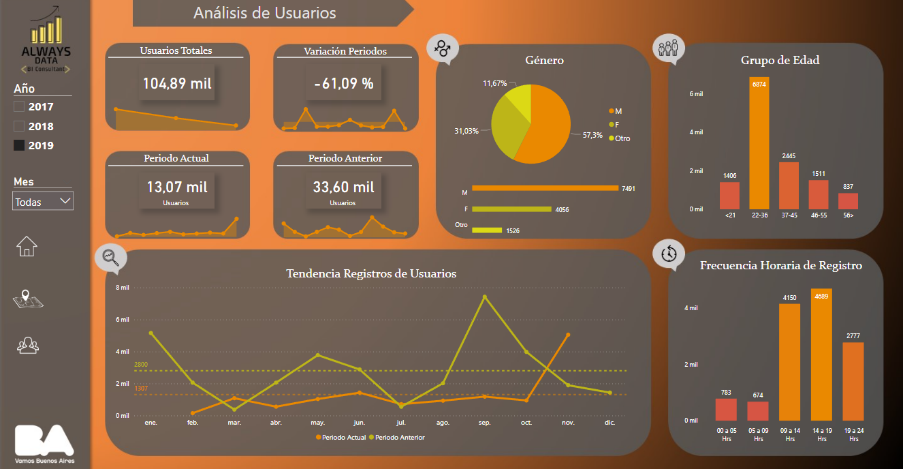 Análisis de Usuarios
ALWAYS
DATA
BI Consultant
Año
2017
2018
2019
Mes
Todas
BA
Vamos Buenos Aires
Usuarios Totales
104,89 mil
Variación Periodos
-61,09 %
Periodo Actual
13,07 mil
Usuarios
Periodo Anterior
33,60 mil
Usuarios
Género
11,67%
31,03%
57,3%
M
F
Otro
M 7491
F 4056
Otro 1526
Grupo de Edad
6 mil
4 mil
2 mil
0 mil
1406
6874
2445
1511
837
<21
22-36
37-45
46-55
56>
Tendencia Registros de Usuarios
8 mil
6 mil
4 mil
2 mil
0 mil
2800
1307
ene. feb. mar. abr. may. jun. jul. ago. sep. oct. nov. dic.
Periodo Actual Periodo Anterior
Frecuencia Horaria de Registro
4 mil
2 mil
0 mil
783
674
4150
4689
2777
00 a 05 Hrs
05 a 09 Hrs
09 a 14 Hrs
14 a 19 Hrs
19 a 24 Hrs